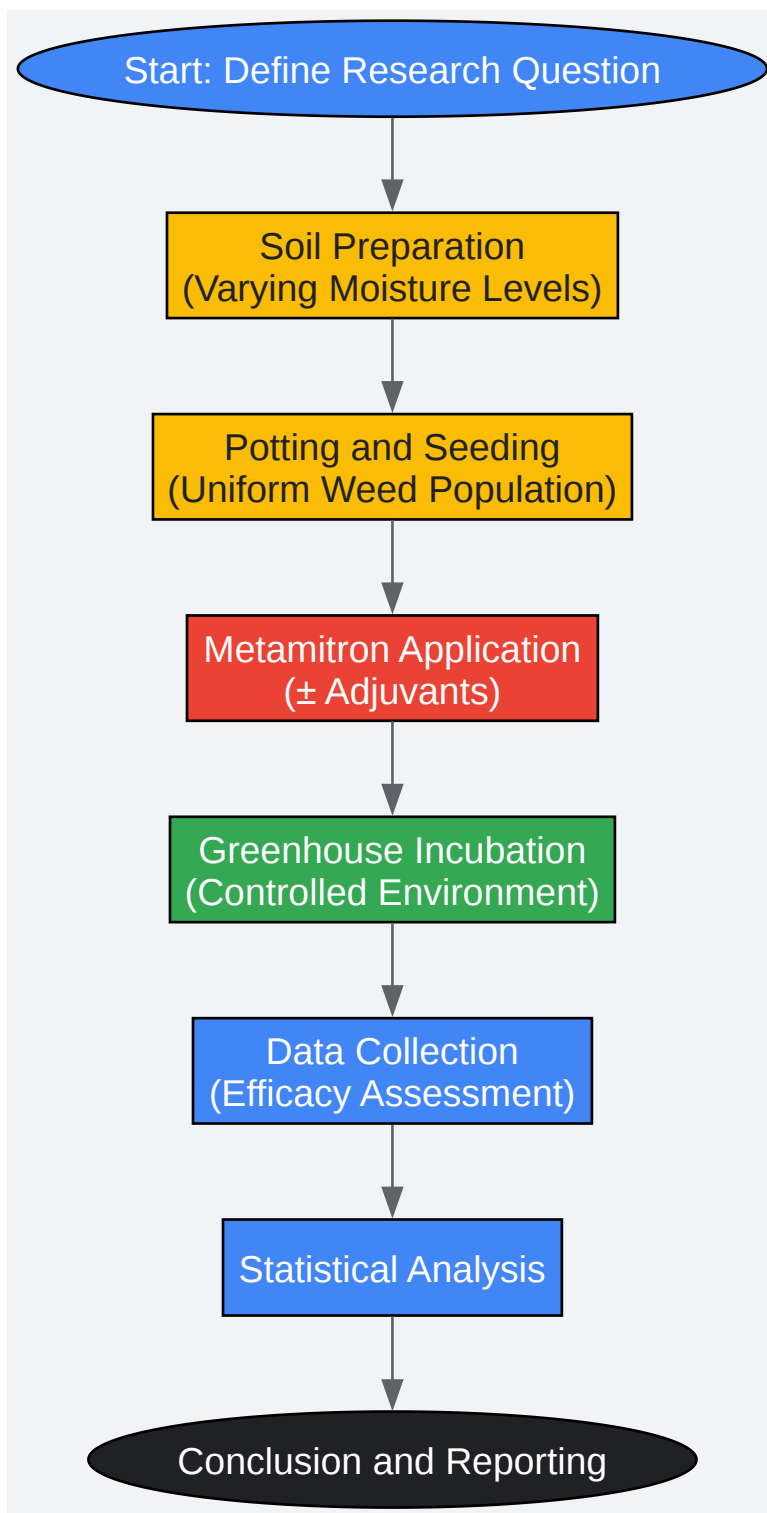 Start: Define Research Question
Soil Preparation
(Varying Moisture Levels)
Potting and Seeding
(Uniform Weed Population)
Metamitron Application
(± Adjuvants)
Greenhouse Incubation
(Controlled Environment)
Data Collection
(Efficacy Assessment)
Statistical Analysis
Conclusion and Reporting